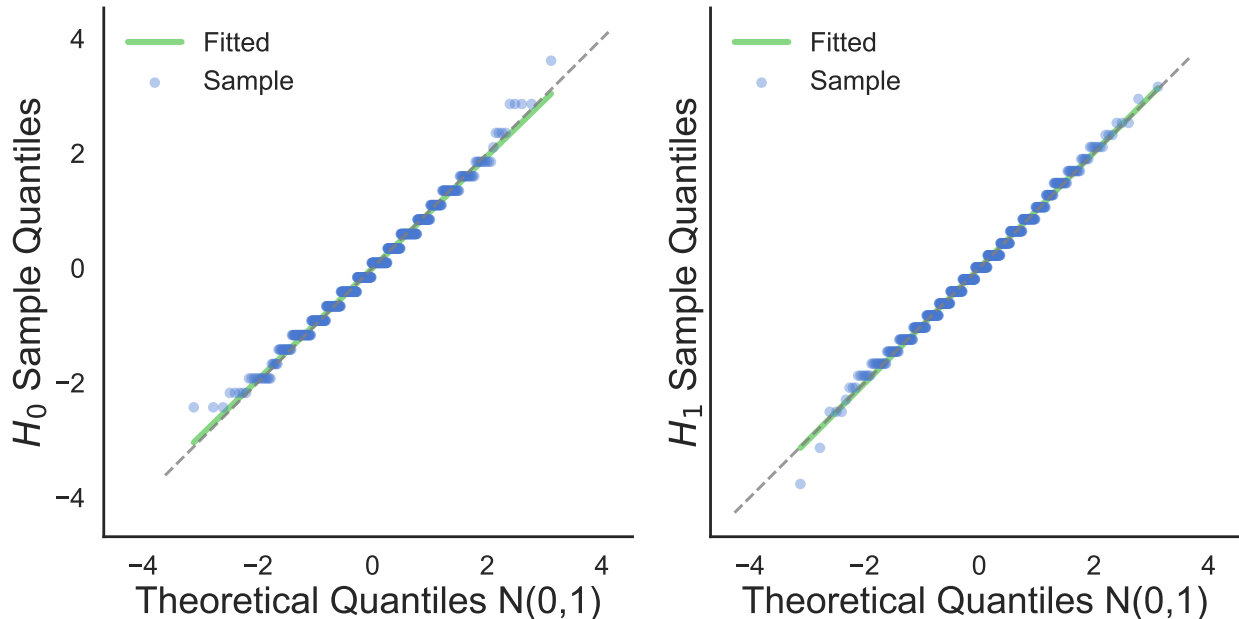 H₀ Sample Quantiles
4
2
0
−2
−4
Fitted
Sample
−4
−2
0
2
4
Theoretical Quantiles N(0,1)
H₁ Sample Quantiles
Fitted
Sample
−4
−2
0
2
4
Theoretical Quantiles N(0,1)